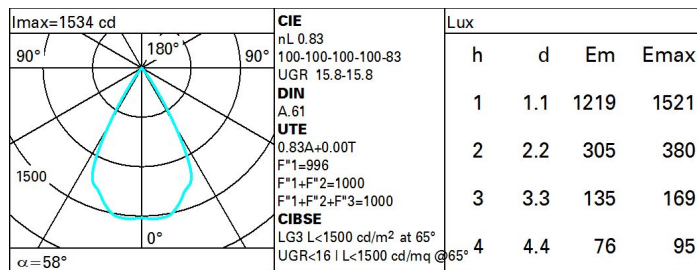 Imax=1534 cd
90°
180°
90°
1500
0°
α=58°
CIE
nL 0.83
100-100-100-100-83
UGR 15.8-15.8
DIN
A.61
UTE
0.83A+0.00T
F"1=996
F"1+F"2=1000
F"1+F"2+F"3=1000
CIBSE
LG3 L<1500 cd/m² at 65°
UGR<16 | L<1500 cd/mq @65°
Lux
h d Em Emax
1 1.1 1219 1521
2 2.2 305 380
3 3.3 135 169
4 4.4 76 95